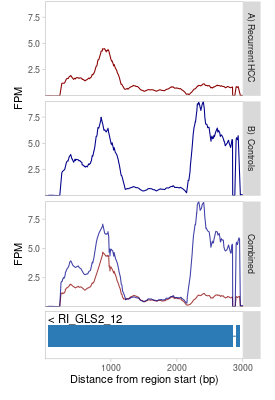 7.5
5.0
2.5
FPM
A) Recurrent HCC
7.5
5.0
2.5
FPM
B) Controls
7.5
5.0
2.5
FPM
Combined
< RI_GLS2_12
1000
2000
3000
Distance from region start (bp)